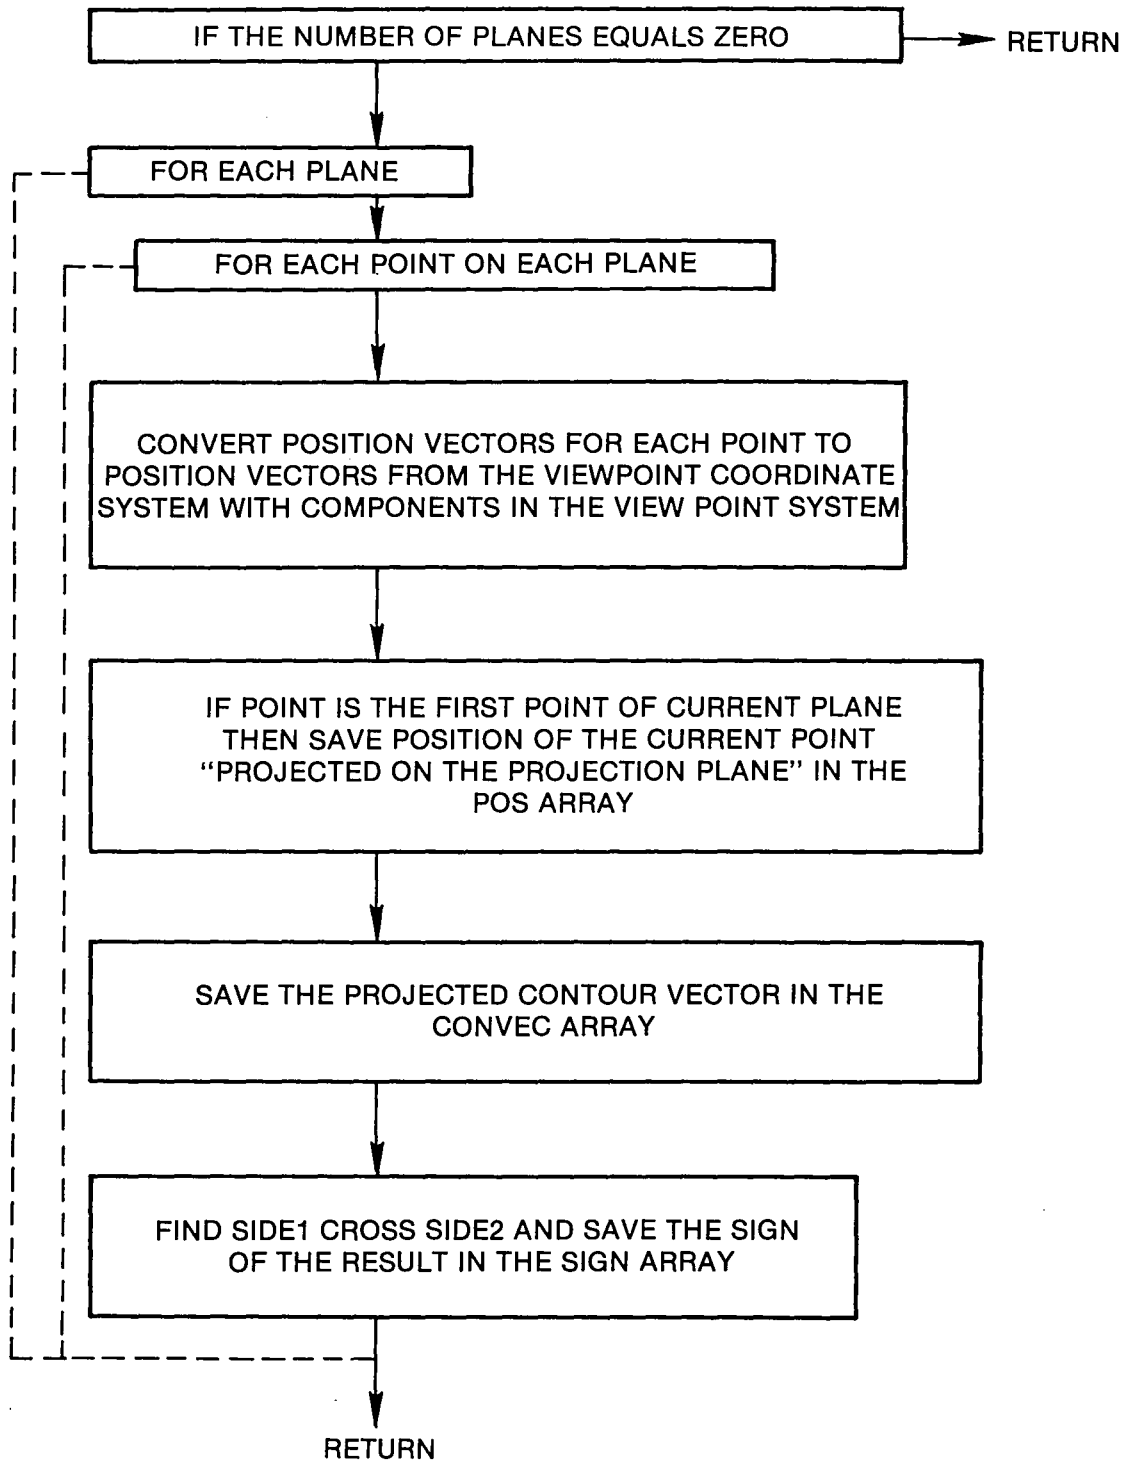 IF THE NUMBER OF PLANES EQUALS ZERO
RETURN
FOR EACH PLANE
FOR EACH POINT ON EACH PLANE
CONVERT POSITION VECTORS FOR EACH POINT TO
POSITION VECTORS FROM THE VIEWPOINT COORDINATE
SYSTEM WITH COMPONENTS IN THE VIEW POINT SYSTEM
IF POINT IS THE FIRST POINT OF CURRENT PLANE
THEN SAVE POSITION OF THE CURRENT POINT
“PROJECTED ON THE PROJECTION PLANE” IN THE
POS ARRAY
SAVE THE PROJECTED CONTOUR VECTOR IN THE
CONVEC ARRAY
FIND SIDE1 CROSS SIDE2 AND SAVE THE SIGN
OF THE RESULT IN THE SIGN ARRAY
RETURN